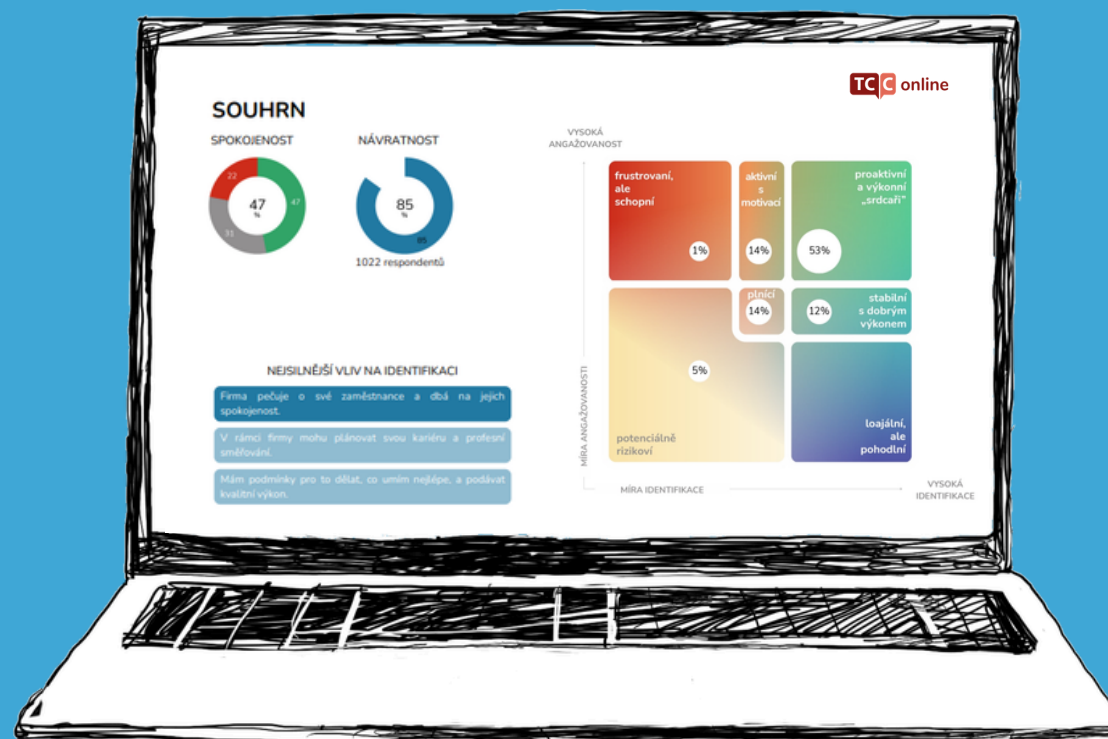 TCC online
SOUHRN
SPOKOJENOST
NÁVRATNOST
22
47
%
47
31
85
%
85
1022 respondentů
NEJSILNĚJŠÍ VLIV NA IDENTIFIKACI
Firma pečuje o své zaměstnance a dbá na jejich
spokojenost.
V rámci firmy mohu plánovat svou kariéru a profesní
směřování.
Mám podmínky pro to dělat, co umím nejlépe, a podávat
kvalitní výkon.
VYSOKÁ
ANGAŽOVANOST
frustrovaní,
ale
schopní
1%
aktivní
s
motivací
14%
proaktivní
a výkonní
„srdcaři"
53%
plnící
14%
12%
stabilní
s dobrým
výkonem
5%
potenciálně
rizikoví
loajální,
ale
pohodlní
MÍRA ANGAŽOVANOSTI
MÍRA IDENTIFIKACE
VYSOKÁ
IDENTIFIKACE